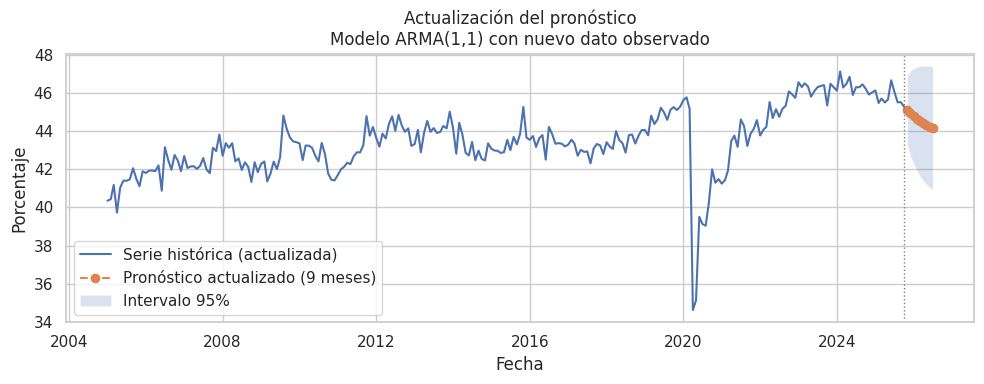 Actualización del pronóstico
Modelo ARMA(1,1) con nuevo dato observado
Porcentaje
48
46
44
42
40
38
36
34
Serie histórica (actualizada)
Pronóstico actualizado (9 meses)
Intervalo 95%
2004
2008
2012
2016
2020
2024
Fecha